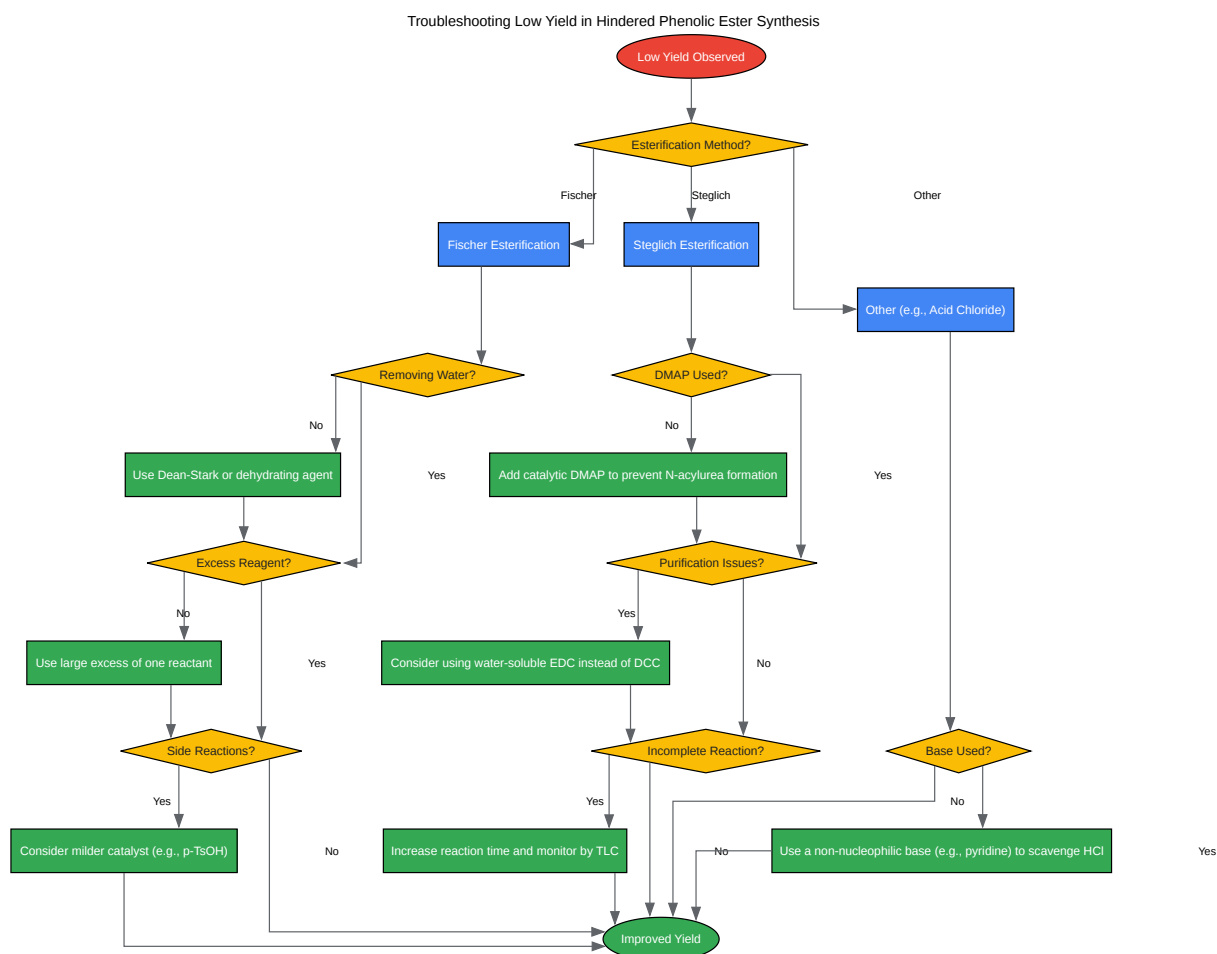 Troubleshooting Low Yield in Hindered Phenolic Ester Synthesis
Low Yield Observed
Esterification Method?
Fischer
Steglich
Other
Fischer Esterification
Steglich Esterification
Other (e.g., Acid Chloride)
Removing Water?
DMAP Used?
No
No
Use Dean-Stark or dehydrating agent
Yes
Add catalytic DMAP to prevent N-acylurea formation
Yes
Excess Reagent?
Purification Issues?
No
Yes
Use large excess of one reactant
Yes
Consider using water-soluble EDC instead of DCC
No
Side Reactions?
Incomplete Reaction?
Base Used?
Yes
Yes
No
Consider milder catalyst (e.g., p-TsOH)
No
Increase reaction time and monitor by TLC
No
Use a non-nucleophilic base (e.g., pyridine) to scavenge HCl
Yes
Improved Yield